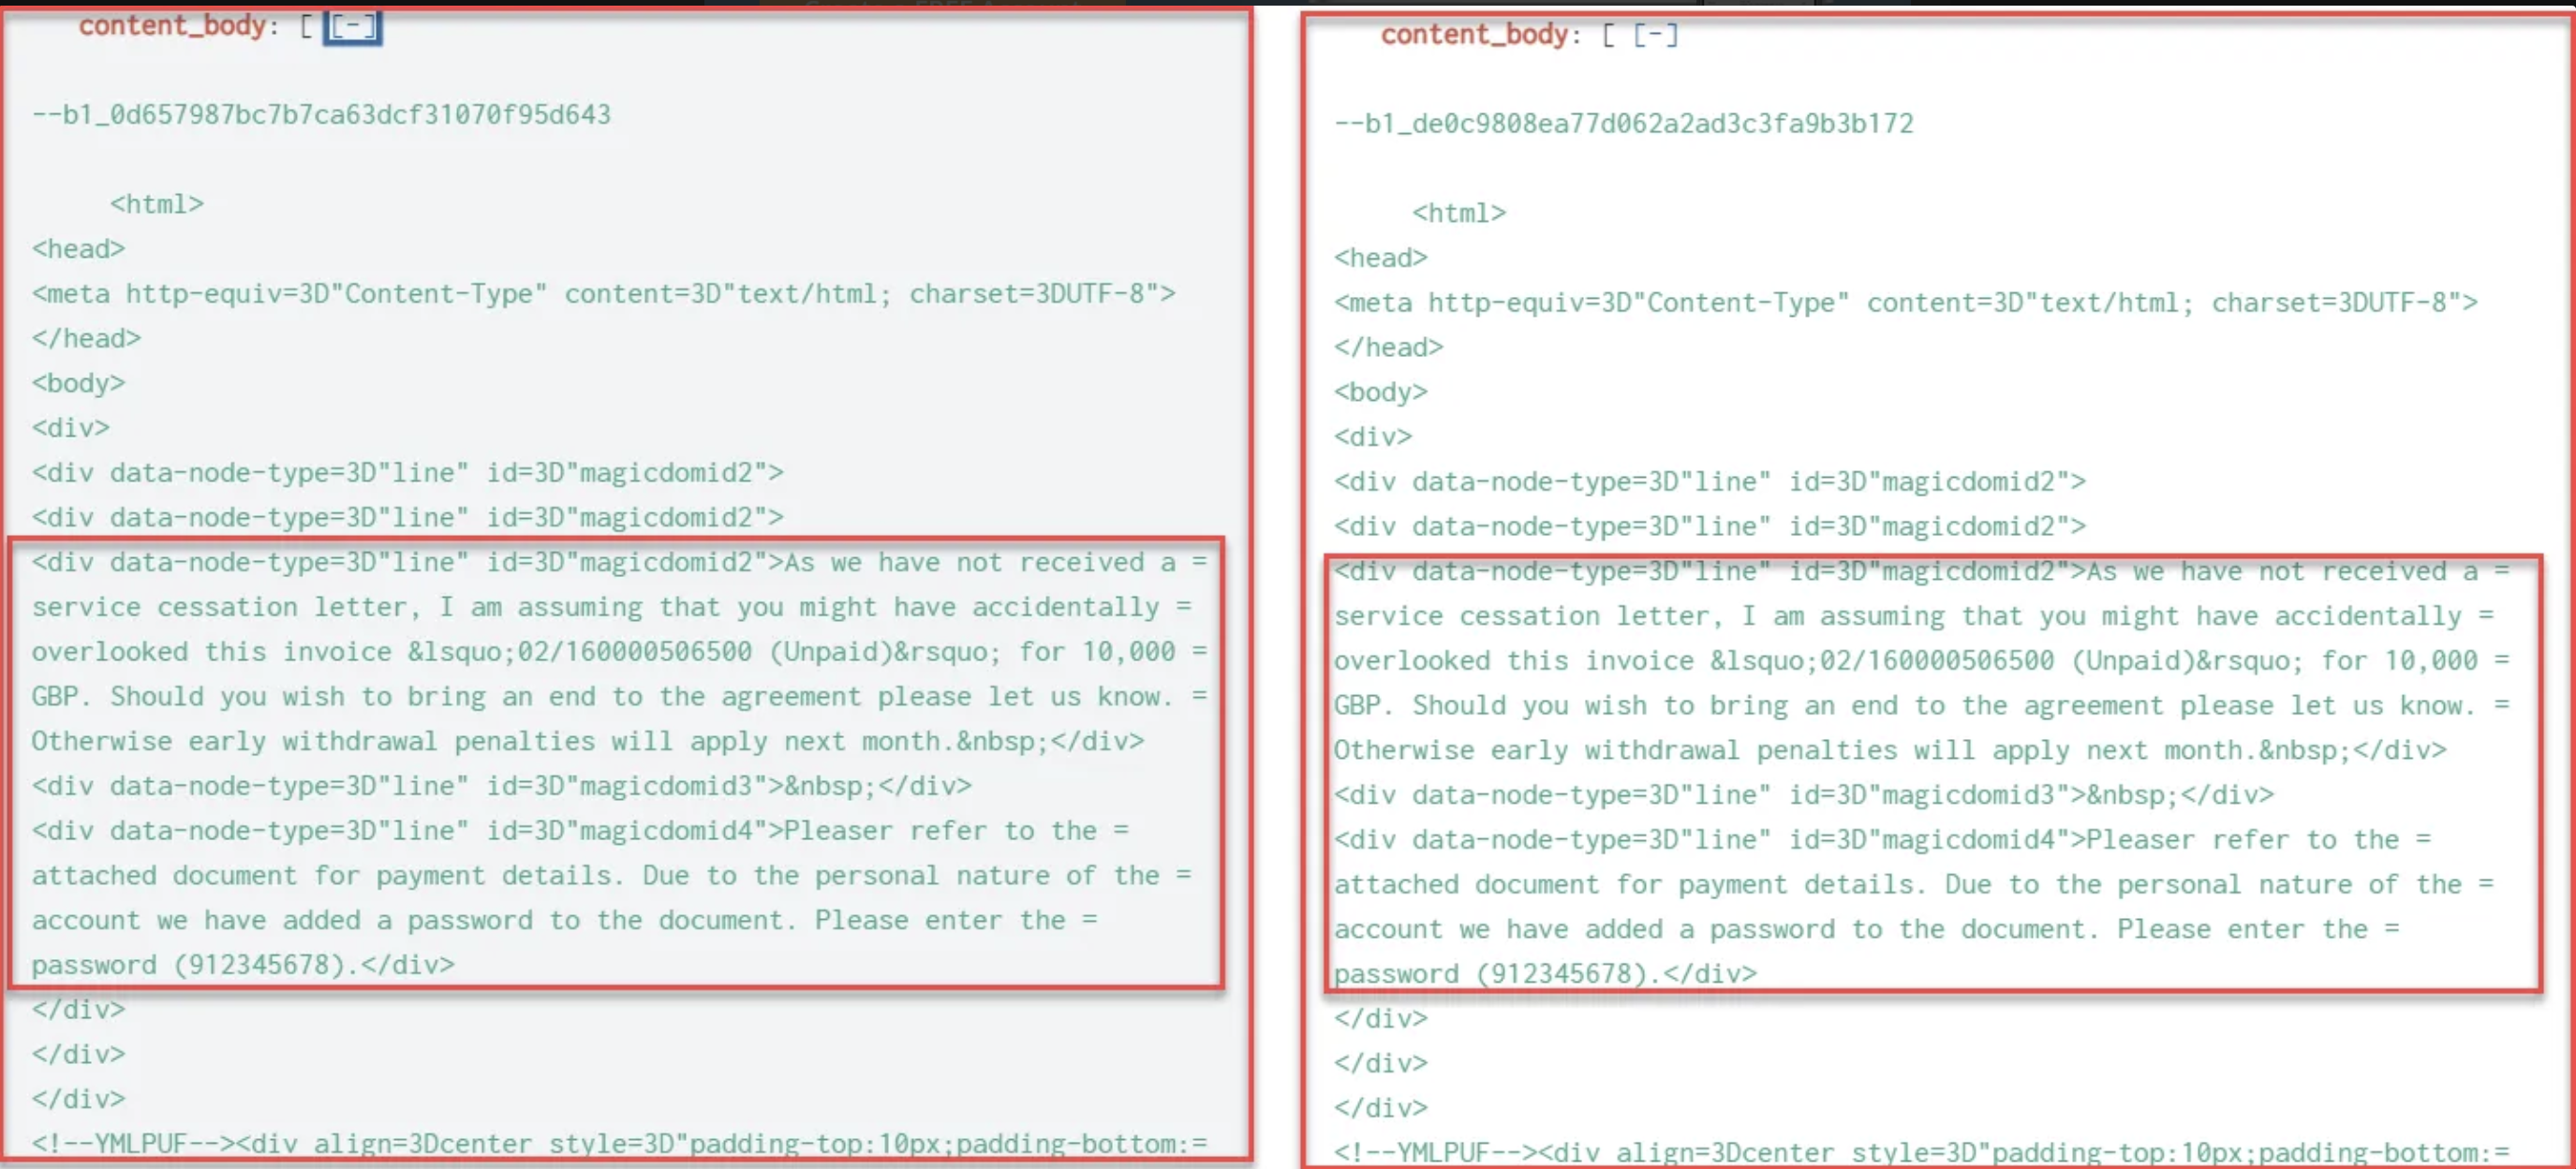 content_body: [ [-]
--b1_0d657987bc7b7ca63dcf31070f95d643
<html>
<head>
<meta http-equiv=3D"Content-Type" content=3D"text/html; charset=3DUTF-8">
</head>
<body>
<div>
<div data-node-type=3D"line" id=3D"magicdomid2">
<div data-node-type=3D"line" id=3D"magicdomid2">
<div data-node-type=3D"line" id=3D"magicdomid2">As we have not received a =
service cessation letter, I am assuming that you might have accidentally =
overlooked this invoice &lsquo;02/160000506500 (Unpaid)&rsquo; for 10,000 =
GBP. Should you wish to bring an end to the agreement please let us know. =
Otherwise early withdrawal penalties will apply next month.&nbsp;</div>
<div data-node-type=3D"line" id=3D"magicdomid3">&nbsp;</div>
<div data-node-type=3D"line" id=3D"magicdomid4">Pleaser refer to the =
attached document for payment details. Due to the personal nature of the =
account we have added a password to the document. Please enter the =
password (912345678).</div>
</div>
</div>
</div>
<!--YMLPUF--><div align=3Dcenter style=3D"padding-top:10px;padding-bottom:=
content_body: [ [-]
--b1_de0c9808ea77d062a2ad3c3fa9b3b172
<html>
<head>
<meta http-equiv=3D"Content-Type" content=3D"text/html; charset=3DUTF-8">
</head>
<body>
<div>
<div data-node-type=3D"line" id=3D"magicdomid2">
<div data-node-type=3D"line" id=3D"magicdomid2">
<div data-node-type=3D"line" id=3D"magicdomid2">As we have not received a =
service cessation letter, I am assuming that you might have accidentally =
overlooked this invoice &lsquo;02/160000506500 (Unpaid)&rsquo; for 10,000 =
GBP. Should you wish to bring an end to the agreement please let us know. =
Otherwise early withdrawal penalties will apply next month.&nbsp;</div>
<div data-node-type=3D"line" id=3D"magicdomid3">&nbsp;</div>
<div data-node-type=3D"line" id=3D"magicdomid4">Pleaser refer to the =
attached document for payment details. Due to the personal nature of the =
account we have added a password to the document. Please enter the =
password (912345678).</div>
</div>
</div>
</div>
<!--YMLPUF--><div align=3Dcenter style=3D"padding-top:10px;padding-bottom:=